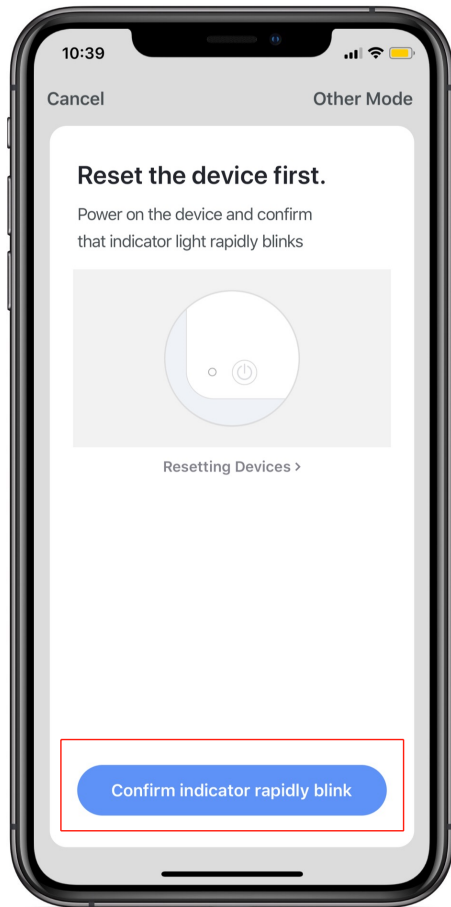 10:39
Cancel
Other Mode
Reset the device first.
Power on the device and confirm
that indicator light rapidly blinks
Resetting Devices >
Confirm indicator rapidly blink